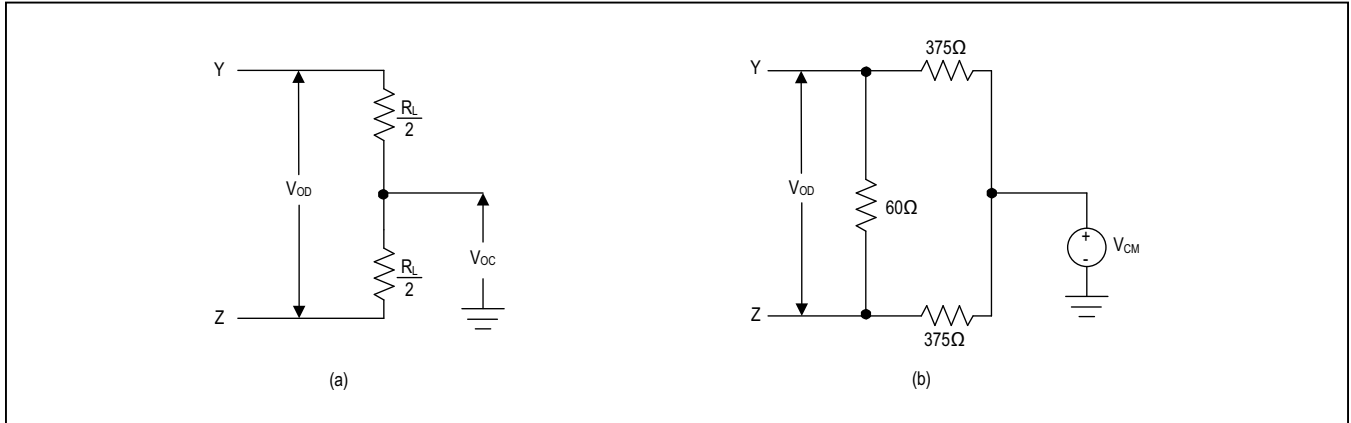 Y
V_OD
R_L
2
R_L
2
V_OC
Z
(a)
375Ω
Y
V_OD
60Ω
+
-
V_CM
Z
375Ω
(b)